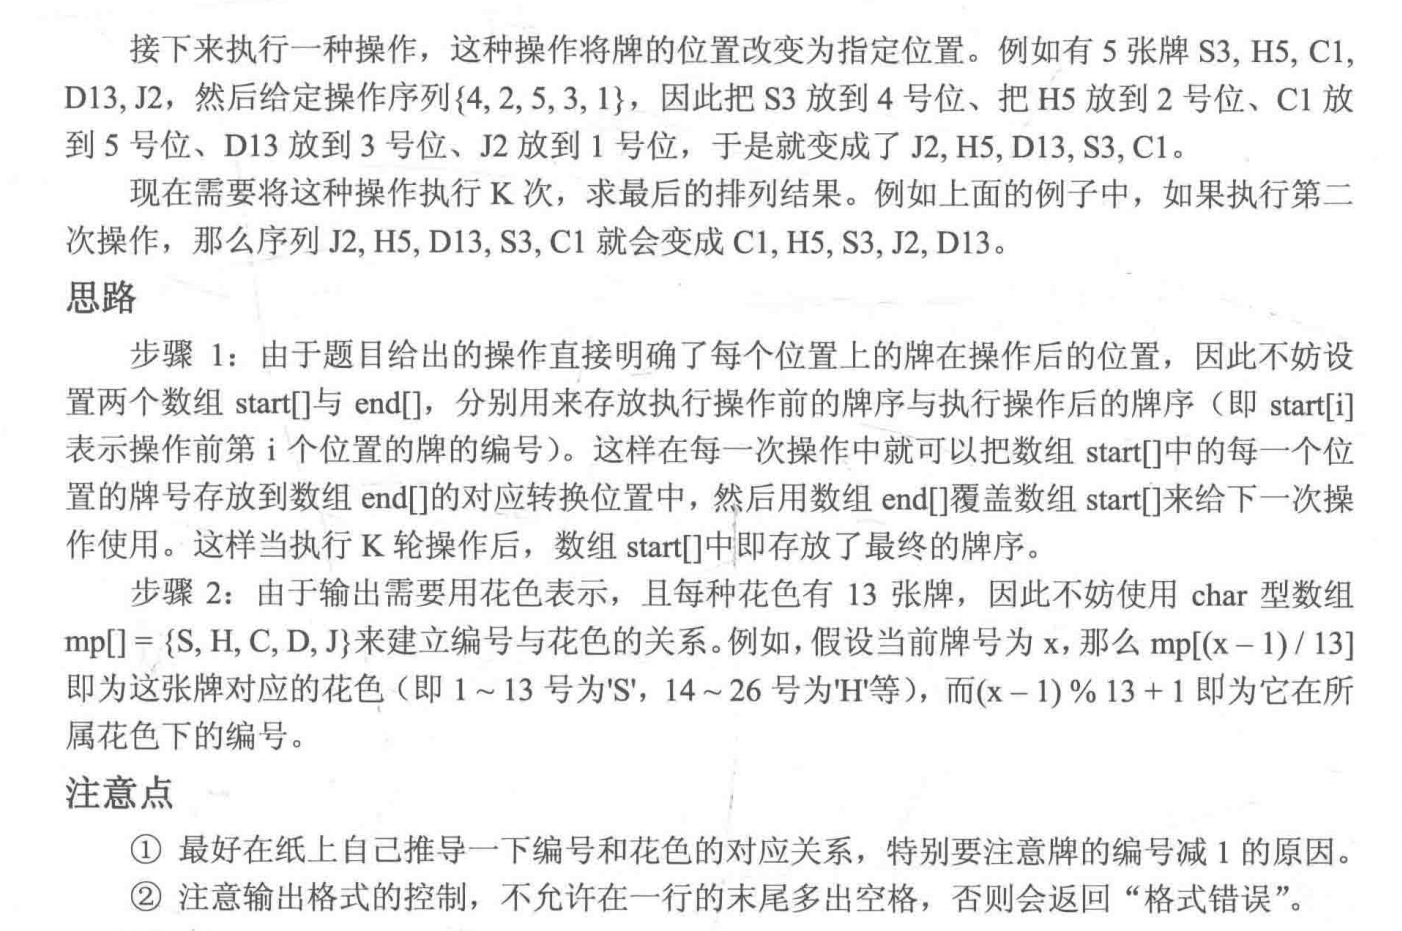 接下来执行一种操作，这种操作将牌的位置改变为指定位置。例如有 5 张牌 S3, H5, C1,
D13, J2，然后给定操作序列{4, 2, 5, 3, 1}，因此把 S3 放到 4 号位、把 H5 放到 2 号位、C1 放
到 5 号位、D13 放到 3 号位、J2 放到 1 号位，于是就变成了 J2, H5, D13, S3, C1。
现在需要将这种操作执行 K 次，求最后的排列结果。例如上面的例子中，如果执行第二
次操作，那么序列 J2, H5, D13, S3, C1 就会变成 C1, H5, S3, J2, D13。
思路
步骤 1：由于题目给出的操作直接明确了每个位置上的牌在操作后的位置，因此不妨设
置两个数组 start[]与 end[]，分别用来存放执行操作前的牌序与执行操作后的牌序（即 start[i]
表示操作前第 i 个位置的牌的编号）。这样在每一次操作中就可以把数组 start[]中的每一个位
置的牌号存放到数组 end[]的对应转换位置中，然后用数组 end[]覆盖数组 start[]来给下一次操
作使用。这样当执行 K 轮操作后，数组 start[]中即存放了最终的牌序。
步骤 2：由于输出需要用花色表示，且每种花色有 13 张牌，因此不妨使用 char 型数组
mp[] = {S, H, C, D, J}来建立编号与花色的关系。例如，假设当前牌号为 x，那么 mp[(x – 1) / 13]
即为这张牌对应的花色（即 1 ~ 13 号为'S'，14 ~ 26 号为'H'等），而(x – 1) % 13 + 1 即为它在所
属花色下的编号。
注意点
① 最好在纸上自己推导一下编号和花色的对应关系，特别要注意牌的编号减 1 的原因。
② 注意输出格式的控制，不允许在一行的末尾多出空格，否则会返回“格式错误”。